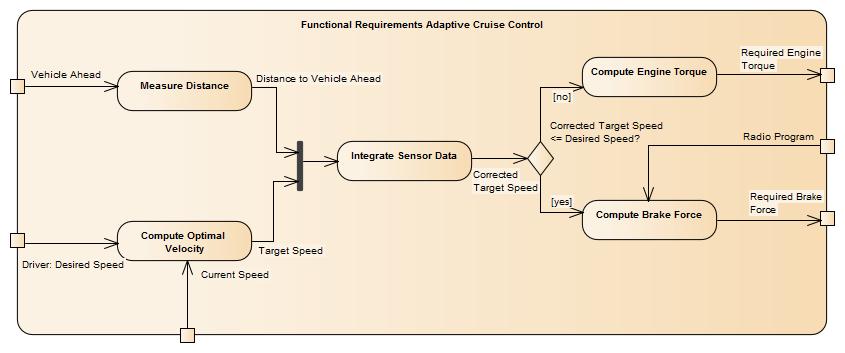 Functional Requirements Adaptive Cruise Control
Vehicle Ahead
Measure Distance
Distance to Vehicle Ahead
Compute Engine Torque
Required Engine
Torque
[no]
Corrected Target Speed
<= Desired Speed?
Radio Program
Integrate Sensor Data
Corrected
Target Speed
[yes]
Compute Brake Force
Required Brake
Force
Compute Optimal
Velocity
Target Speed
Driver: Desired Speed
Current Speed